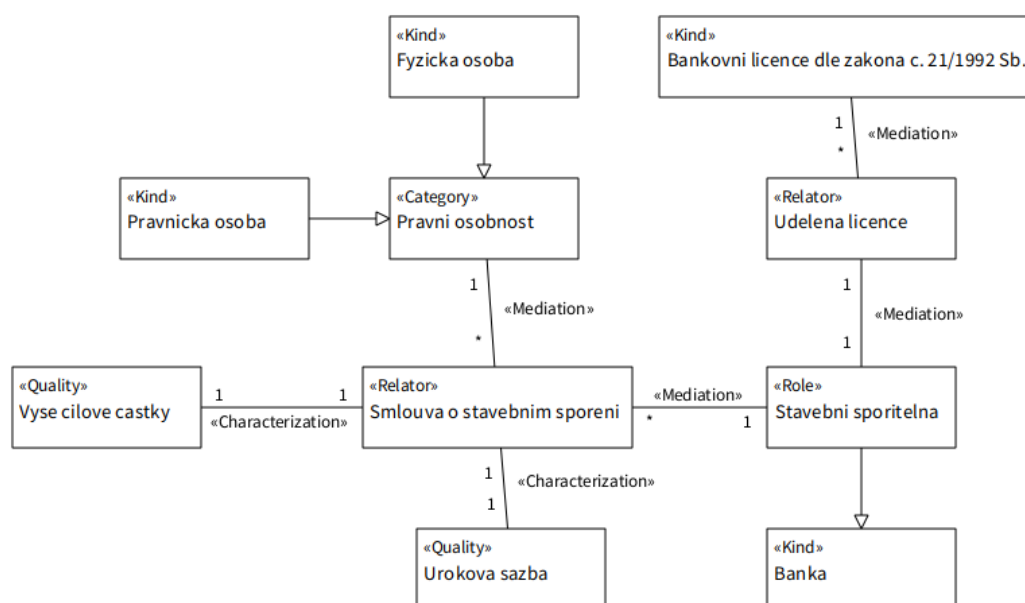 «Kind»
Fyzicka osoba
«Kind»
Bankovni licence dle zakona c. 21/1992 Sb.
1
«Mediation»
*
«Kind»
Pravnicka osoba
«Category»
Pravni osobnost
«Relator»
Udelena licence
1
«Mediation»
*
1
«Mediation»
1
«Quality»
Vyse cilove castky
1
1
«Characterization»
«Relator»
Smlouva o stavebnim sporeni
«Mediation»
*
1
«Role»
Stavebni sporitelna
1
«Characterization»
1
«Quality»
Urokova sazba
«Kind»
Banka